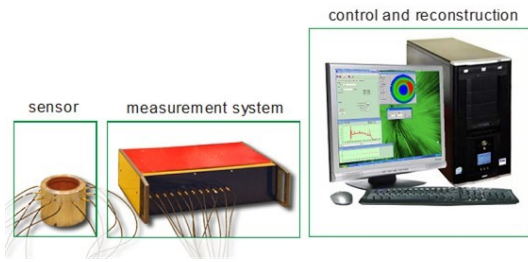 control and reconstruction
sensor
measurement system